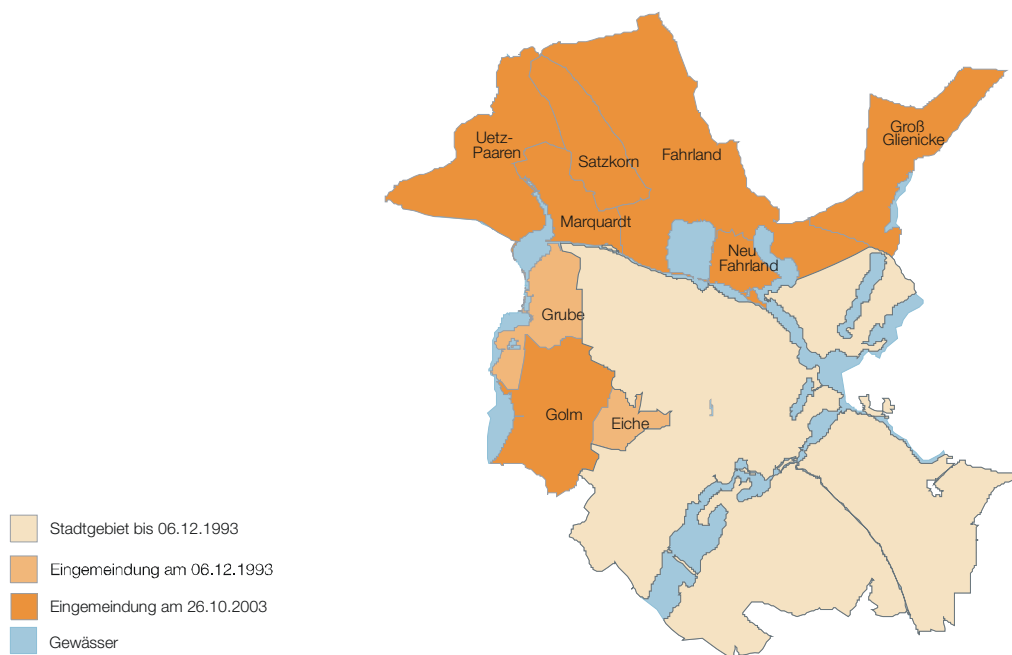 Groß
Glienicke
Uetz-
Paaren
Satzkorn
Fahrland
Marquardt
Neu
Fahrland
Grube
Golm
Eiche
Stadtgebiet bis 06.12.1993
Eingemeindung am 06.12.1993
Eingemeindung am 26.10.2003
Gewässer